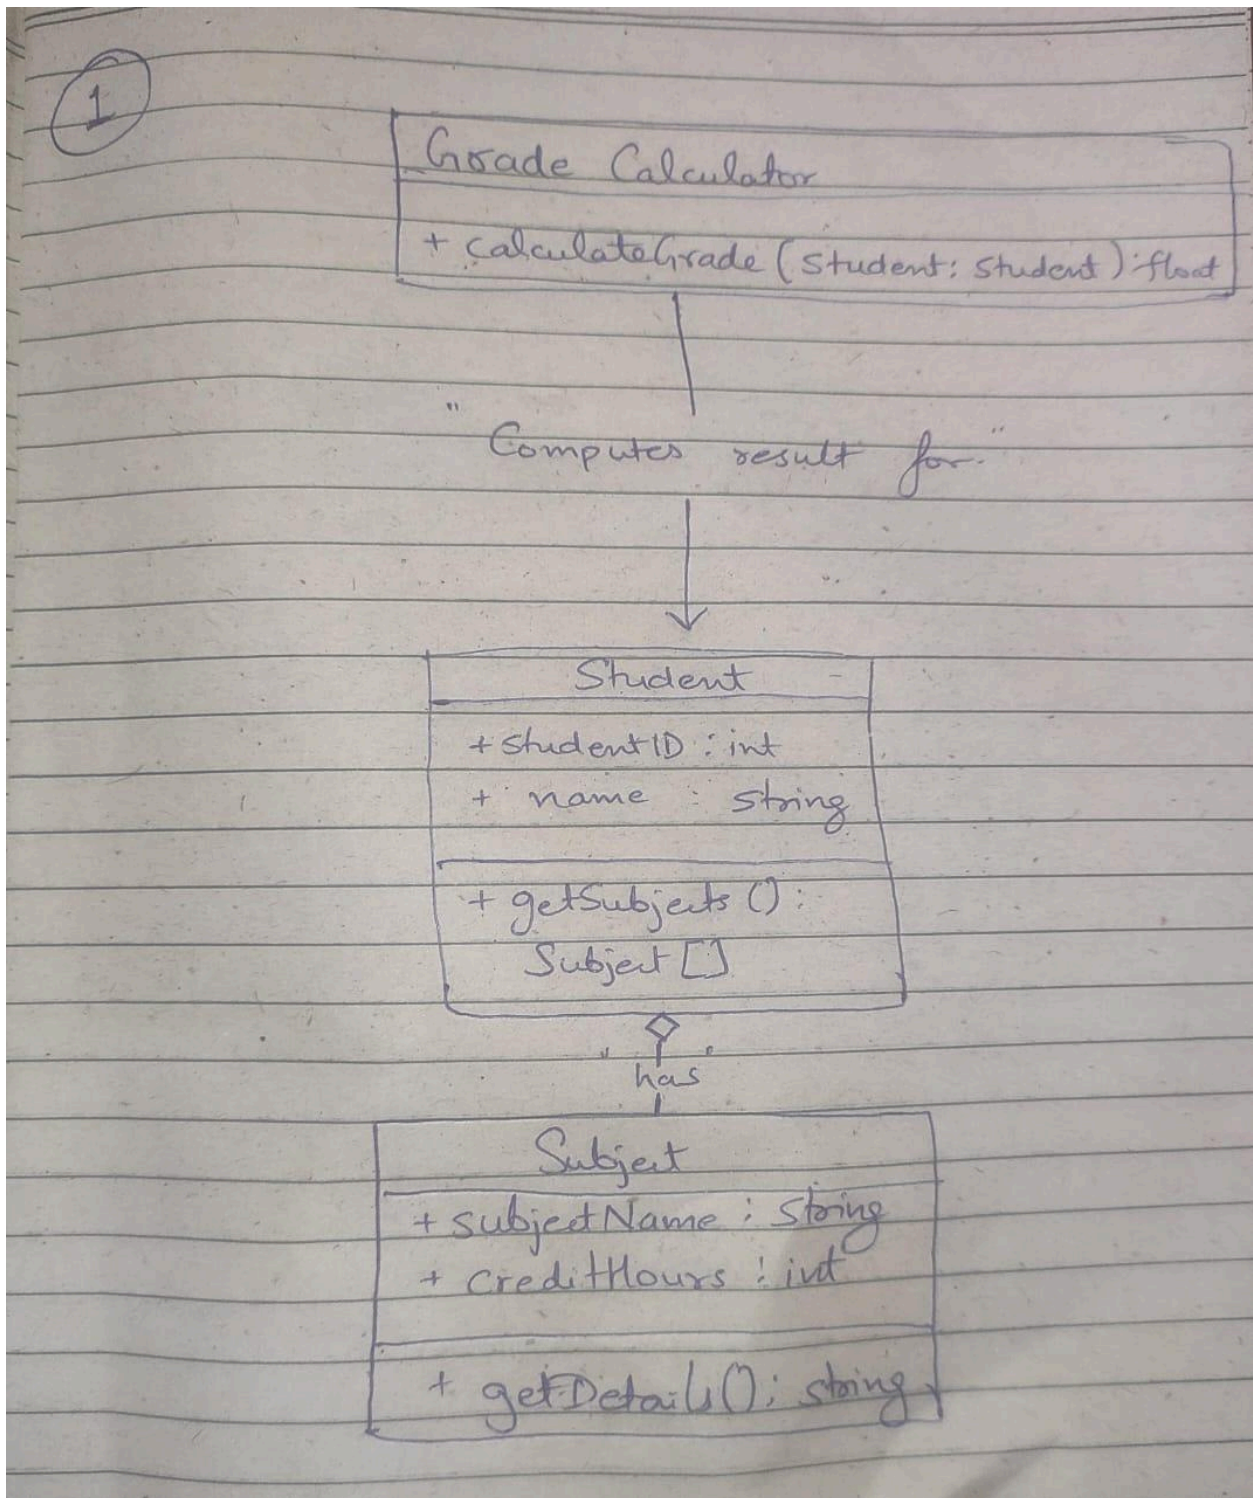 1
Grade Calculator
+ calculateGrade (Student: Student) : float
"Computes result for"
Student
+ studentID : int
+ name : string
+ getSubjects () :
Subject []
"has"
Subject
+ subjectName : string
+ creditHours : int
+ getDetails() : string